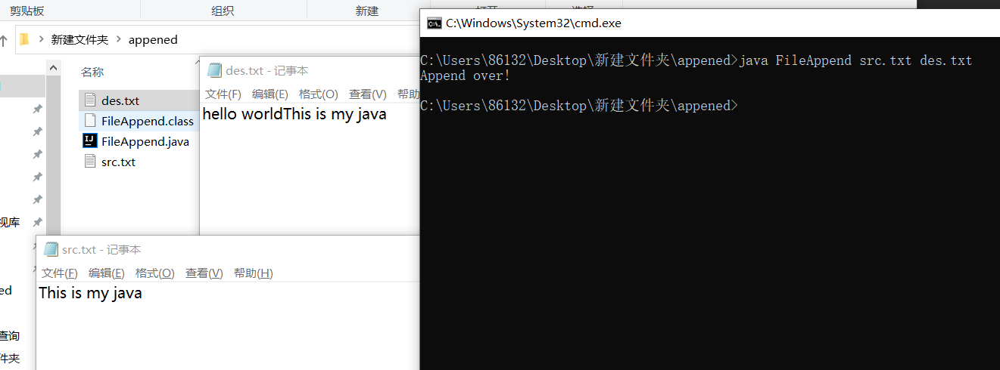 剪贴板
组织
新建
打开
选择
新建文件夹
appened
名称
des.txt
FileAppend.class
FileAppend.java
src.txt
视库
ed
查询
件夹
des.txt - 记事本
文件(F) 编辑(E) 格式(O) 查看(V) 帮助
hello worldThis is my java
src.txt - 记事本
文件(F) 编辑(E) 格式(O) 查看(V) 帮助(H)
This is my java
C:\Windows\System32\cmd.exe
C:\Users\86132\Desktop\新建文件夹\appened>java FileAppend src.txt des.txt
Append over!
C:\Users\86132\Desktop\新建文件夹\appened>